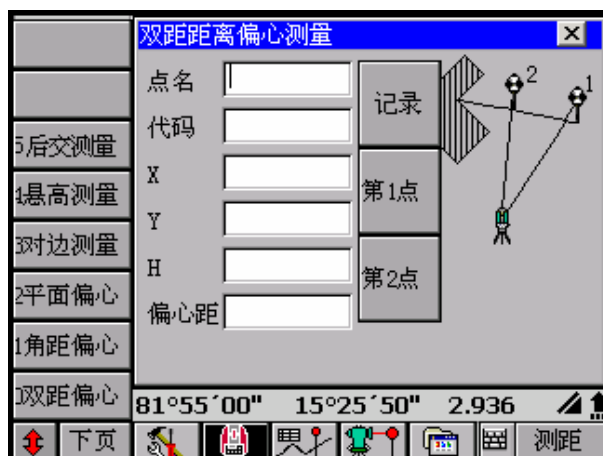 双距距离偏心测量
点名
代码
X
Y
H
偏心距
记录
第1点
第2点
2
1
5后交测量
4悬高测量
3对边测量
2平面偏心
1角距偏心
0双距偏心
81°55′00" 15°25′50" 2.936
下页
测距